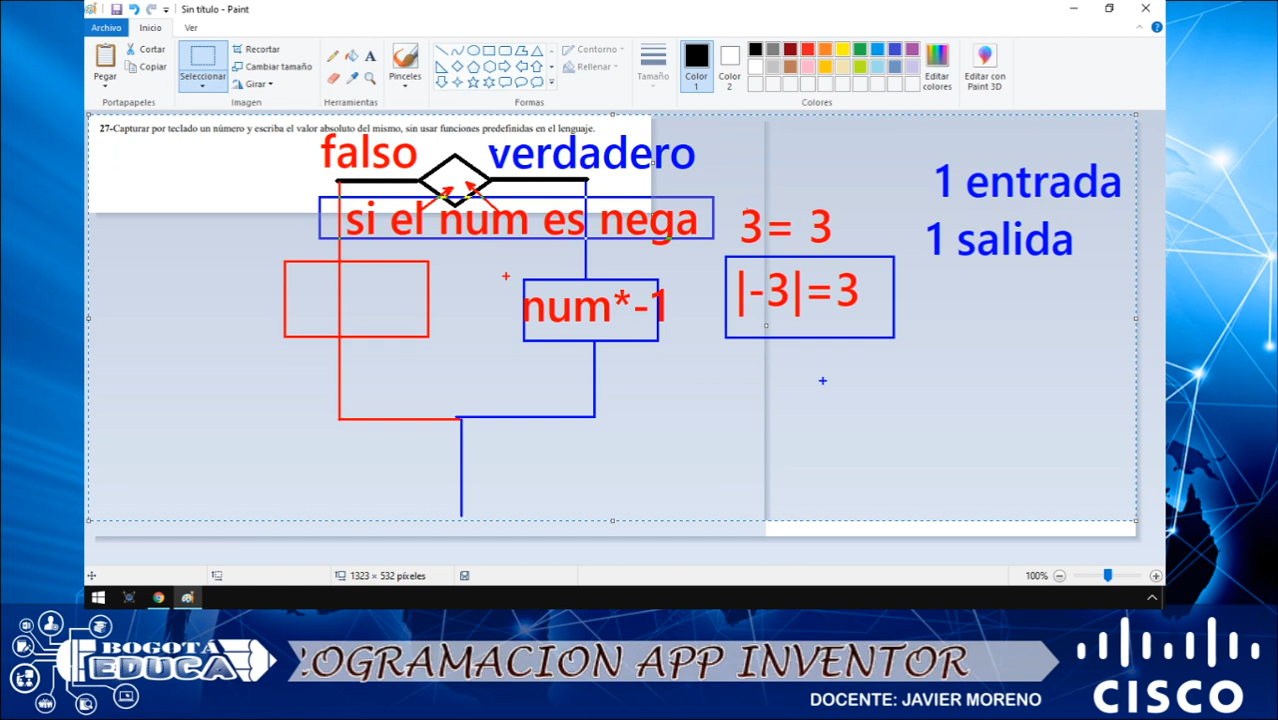 Sin título - Paint
Archivo Inicio Ver
Pegar
Cortar
Copiar
Portapapeles
Seleccionar
Recortar
Cambiar tamaño
Girar
Imagen
A
Herramientas
Pinceles
Contorno
Rellenar
Formas
Tamaño
Color 1
Color 2
Editar colores
Colores
Editar con Paint 3D
27-Capturar por teclado un número y escriba el valor absoluto del mismo, sin usar funciones predefinidas en el lenguaje.
falso verdadero
si el num es nega
num*-1
3= 3
|-3|=3
1 entrada
1 salida
1323 × 532 píxeles
100%
BOGOTÁ
EDUCA
OGRAMACION APP INVENTOR
DOCENTE: JAVIER MORENO
CISCO